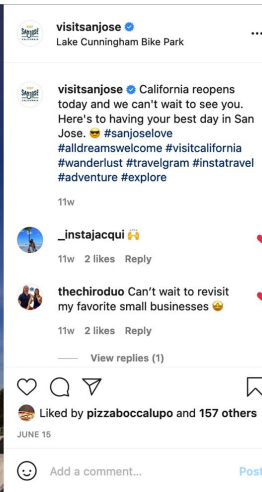 visitsanjose
Lake Cunningham Bike Park
visitsanjose California reopens
today and we can't wait to see you.
Here's to having your best day in San
Jose. 😎 #sanjoselove
#alldreamswelcome #visitcalifornia
#wanderlust #travelgram #instatravel
#adventure #explore
11w
_instajacqui 🙌
11w 2 likes Reply
thechiroduo Can't wait to revisit
my favorite small businesses 🤩
11w 2 likes Reply
View replies (1)
Liked by pizzaboccalupo and 157 others
JUNE 15
Add a comment...
Post